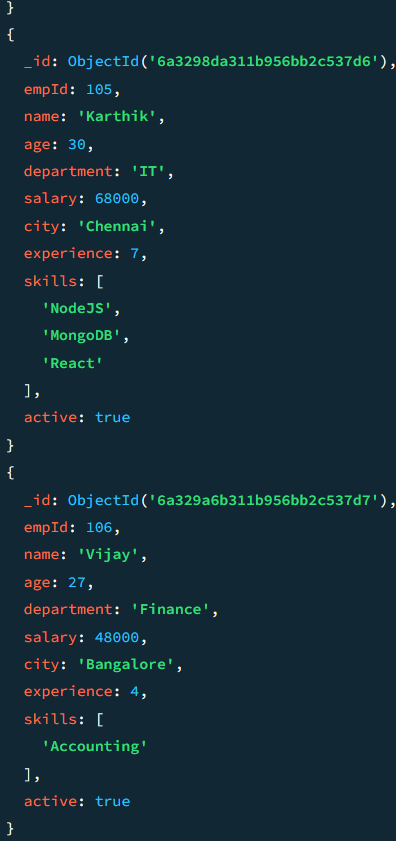 }
{
_id: ObjectId('6a3298da311b956bb2c537d6'),
empId: 105,
name: 'Karthik',
age: 30,
department: 'IT',
salary: 68000,
city: 'Chennai',
experience: 7,
skills: [
'NodeJS',
'MongoDB',
'React'
],
active: true
}
{
_id: ObjectId('6a329a6b311b956bb2c537d7'),
empId: 106,
name: 'Vijay',
age: 27,
department: 'Finance',
salary: 48000,
city: 'Bangalore',
experience: 4,
skills: [
'Accounting'
],
active: true
}